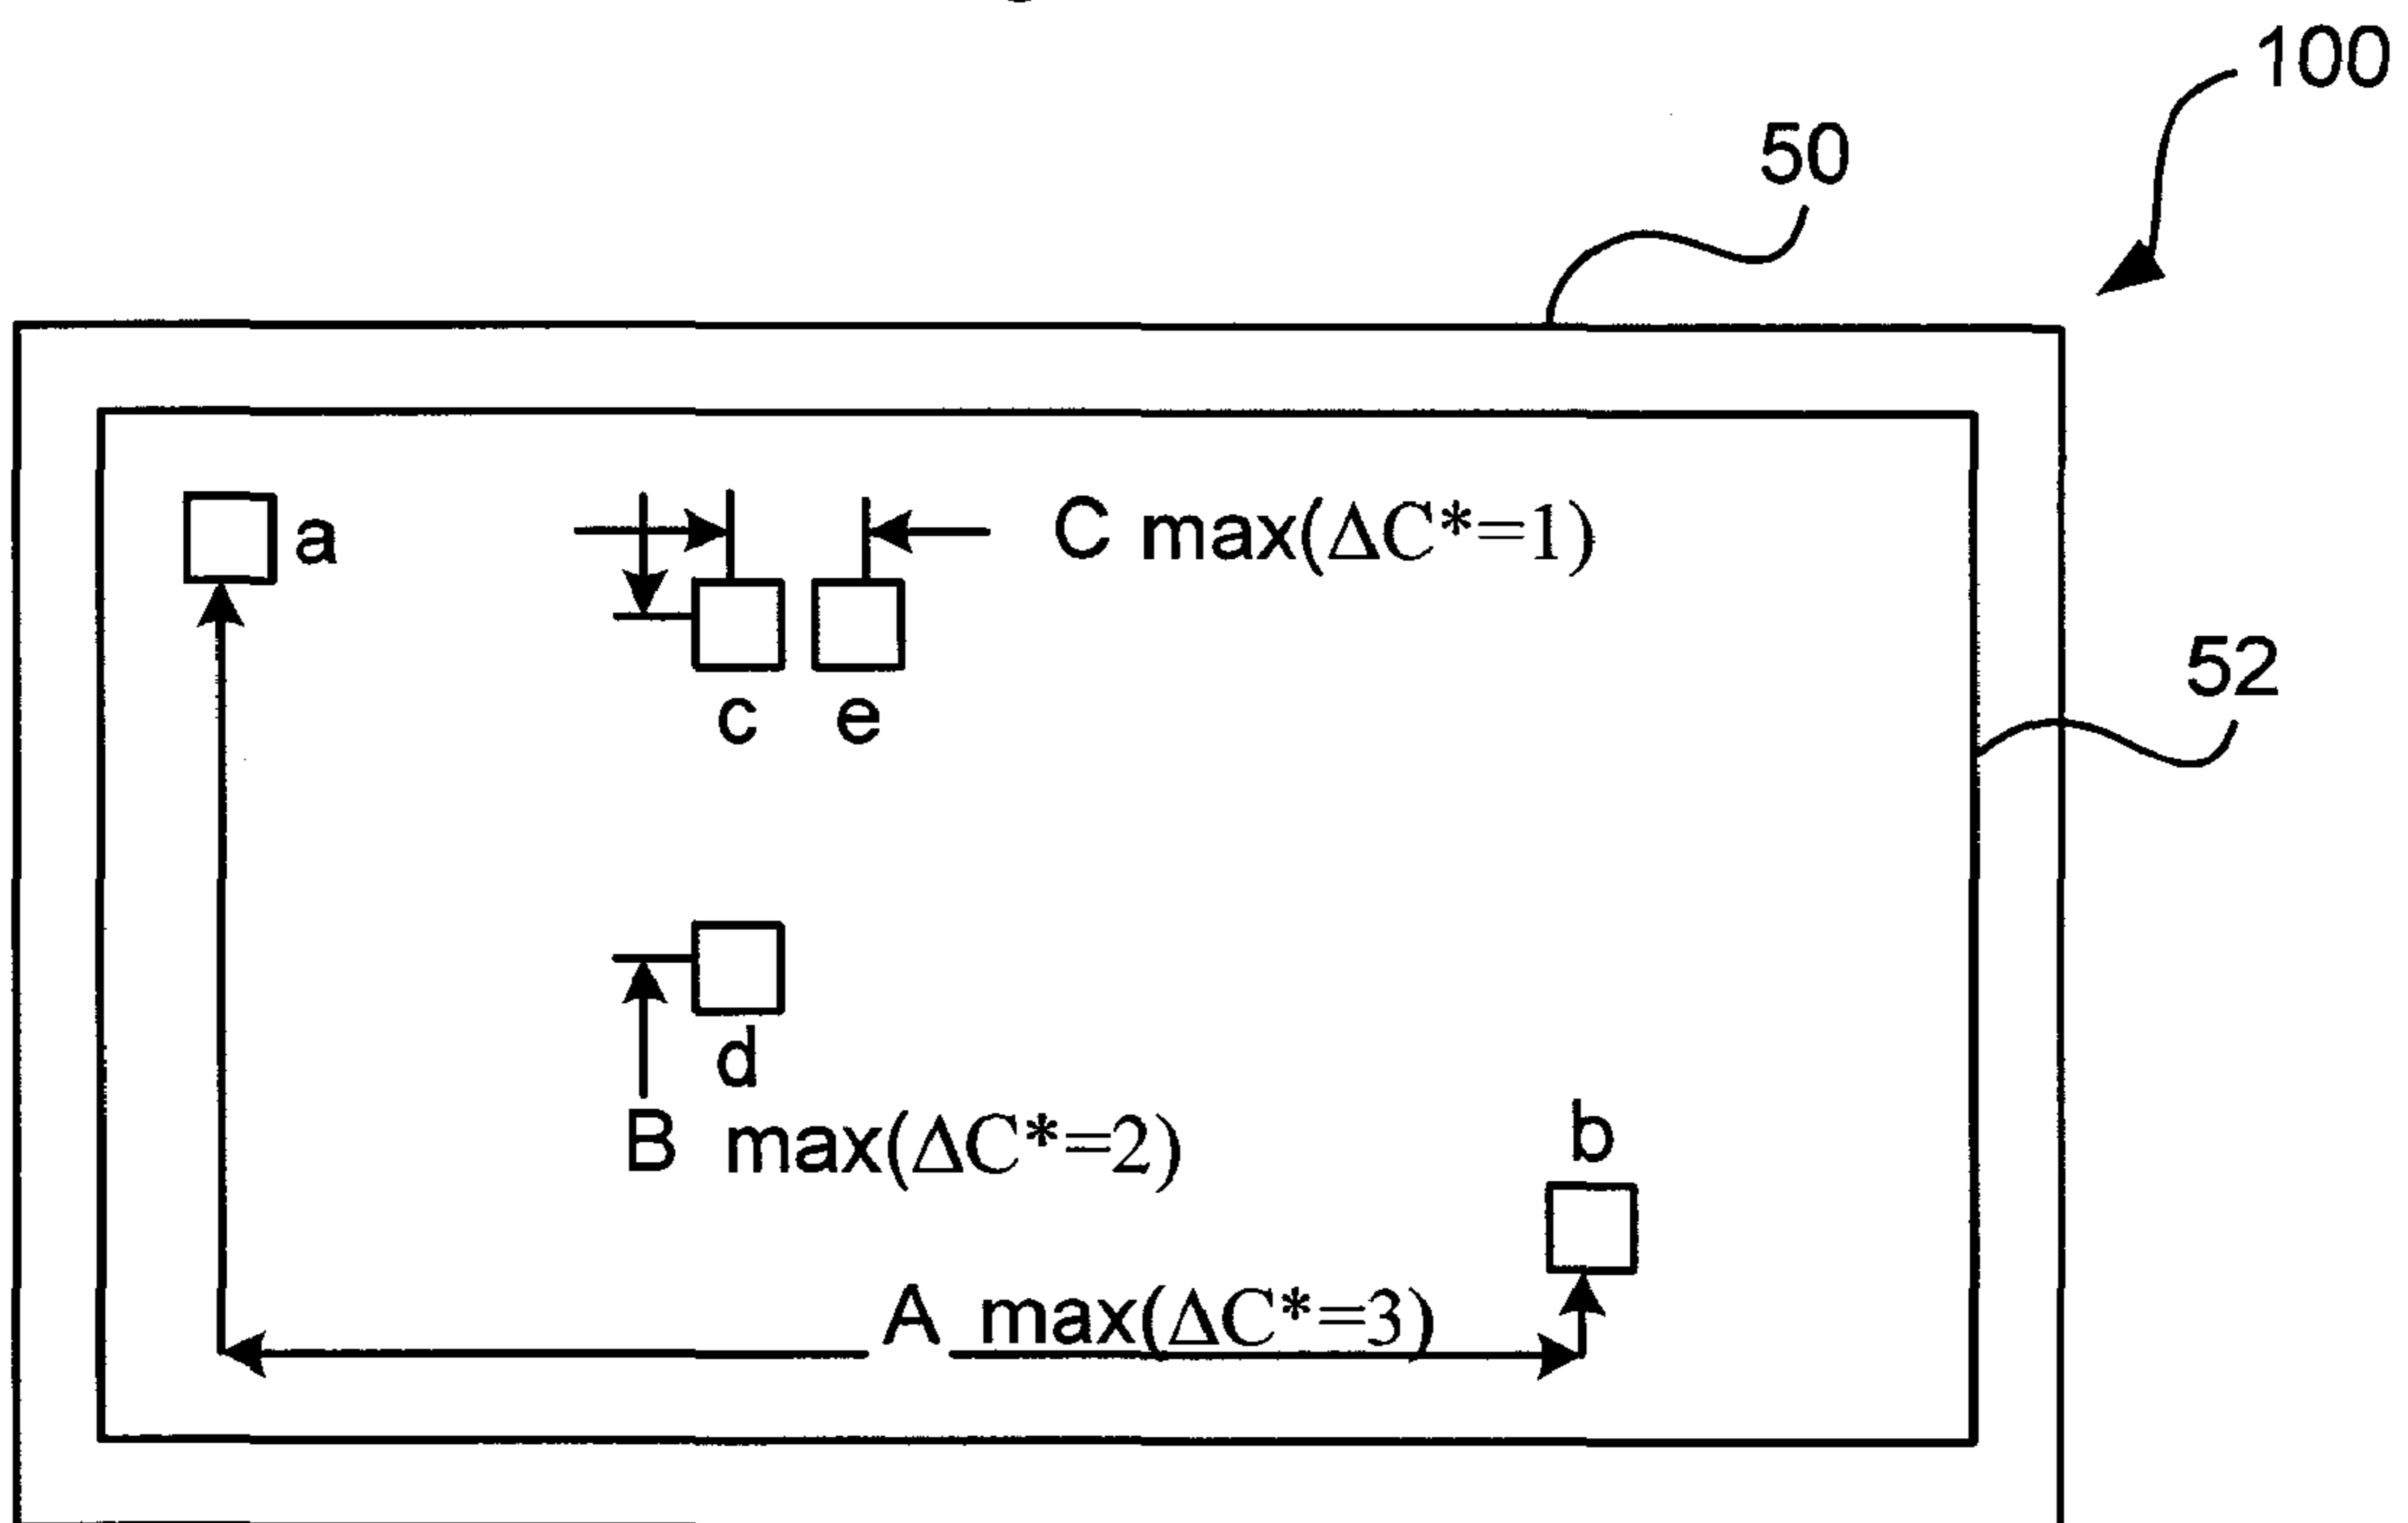 100
50
a
C max(ΔC*=1)
c e
52
d
B max(ΔC*=2)
b
A max(ΔC*=3)